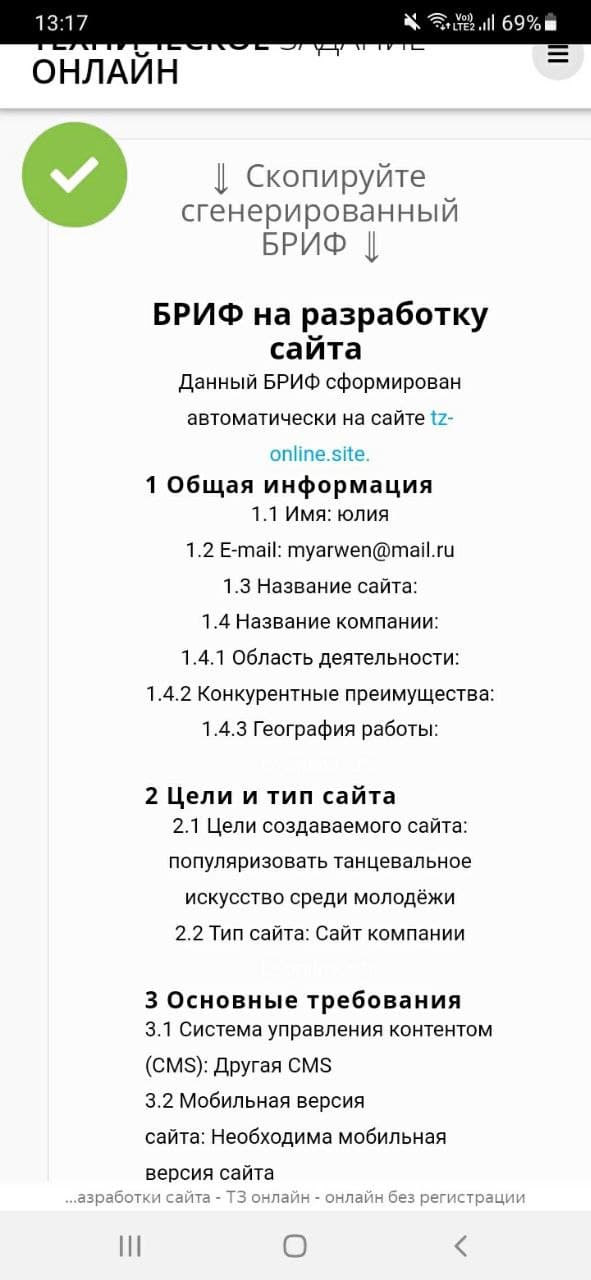 13:17
Vo))
LTE2
69%
ТЕХНИЧЕСКОЕ ЗАДАНИЕ
ОНЛАЙН
⇓ Скопируйте
сгенерированный
БРИФ ⇓
БРИФ на разработку
сайта
Данный БРИФ сформирован
автоматически на сайте tz-
online.site.
1 Общая информация
1.1 Имя: юлия
1.2 E-mail: myarwen@mail.ru
1.3 Название сайта:
1.4 Название компании:
1.4.1 Область деятельности:
1.4.2 Конкурентные преимущества:
1.4.3 География работы:
2 Цели и тип сайта
2.1 Цели создаваемого сайта:
популяризовать танцевальное
искусство среди молодёжи
2.2 Тип сайта: Сайт компании
3 Основные требования
3.1 Система управления контентом
(CMS): Другая CMS
3.2 Мобильная версия
сайта: Необходима мобильная
версия сайта
...азработки сайта - ТЗ онлайн - онлайн без регистрации